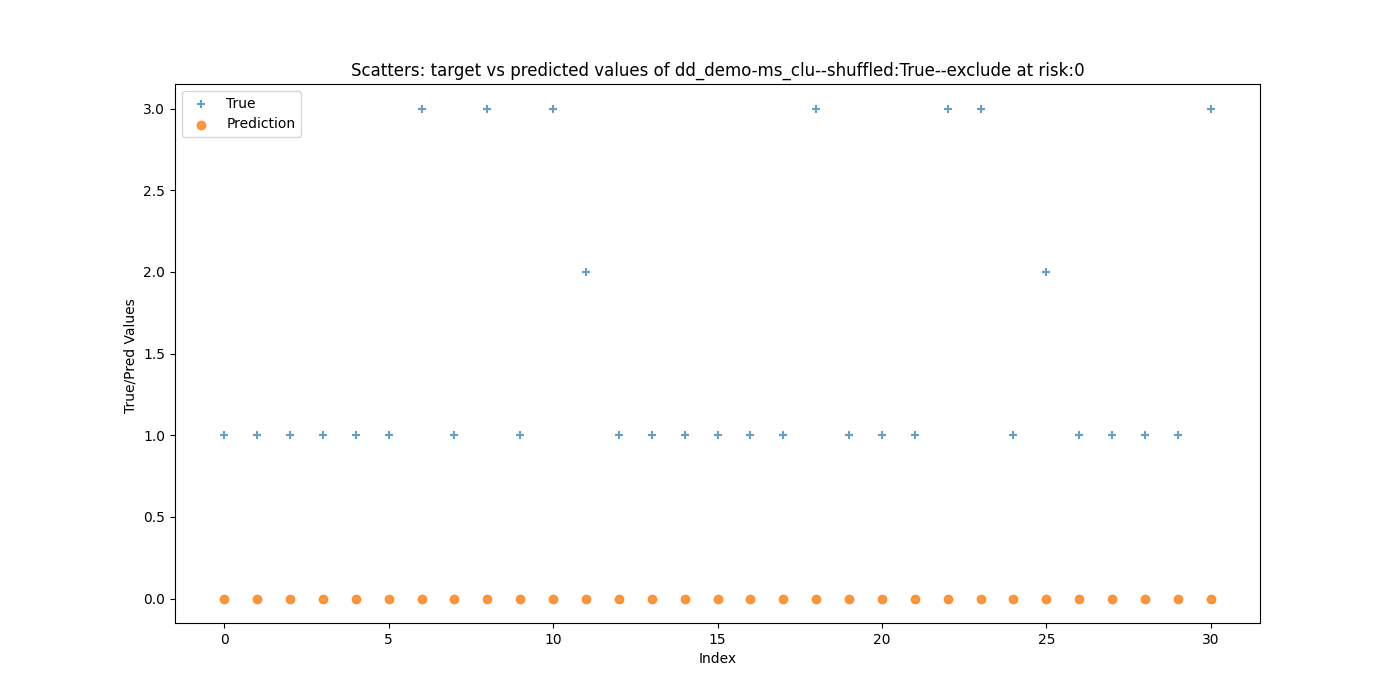 Scatters: target vs predicted values of dd_demo-ms_clu--shuffled:True--exclude at risk:0
True
Prediction
3.0
2.5
2.0
1.5
1.0
0.5
0.0
True/Pred Values
0 5 10 15 20 25 30
Index